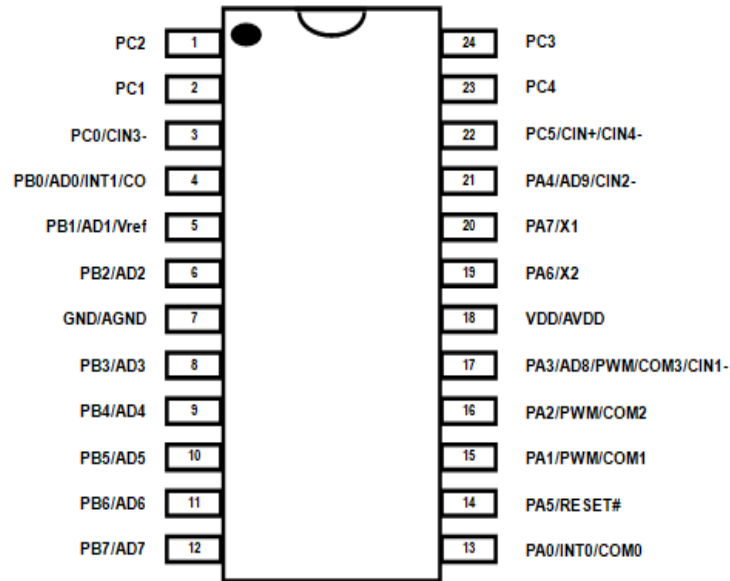 PC2 1 24 PC3
PC1 2 23 PC4
PC0/CIN3- 3 22 PC5/CIN+/CIN4-
PB0/AD0/INT1/CO 4 21 PA4/AD9/CIN2-
PB1/AD1/Vref 5 20 PA7/X1
PB2/AD2 6 19 PA6/X2
GND/AGND 7 18 VDD/AVDD
PB3/AD3 8 17 PA3/AD8/PWM/COM3/CIN1-
PB4/AD4 9 16 PA2/PWM/COM2
PB5/AD5 10 15 PA1/PWM/COM1
PB6/AD6 11 14 PA5/RESET#
PB7/AD7 12 13 PA0/INT0/COM0